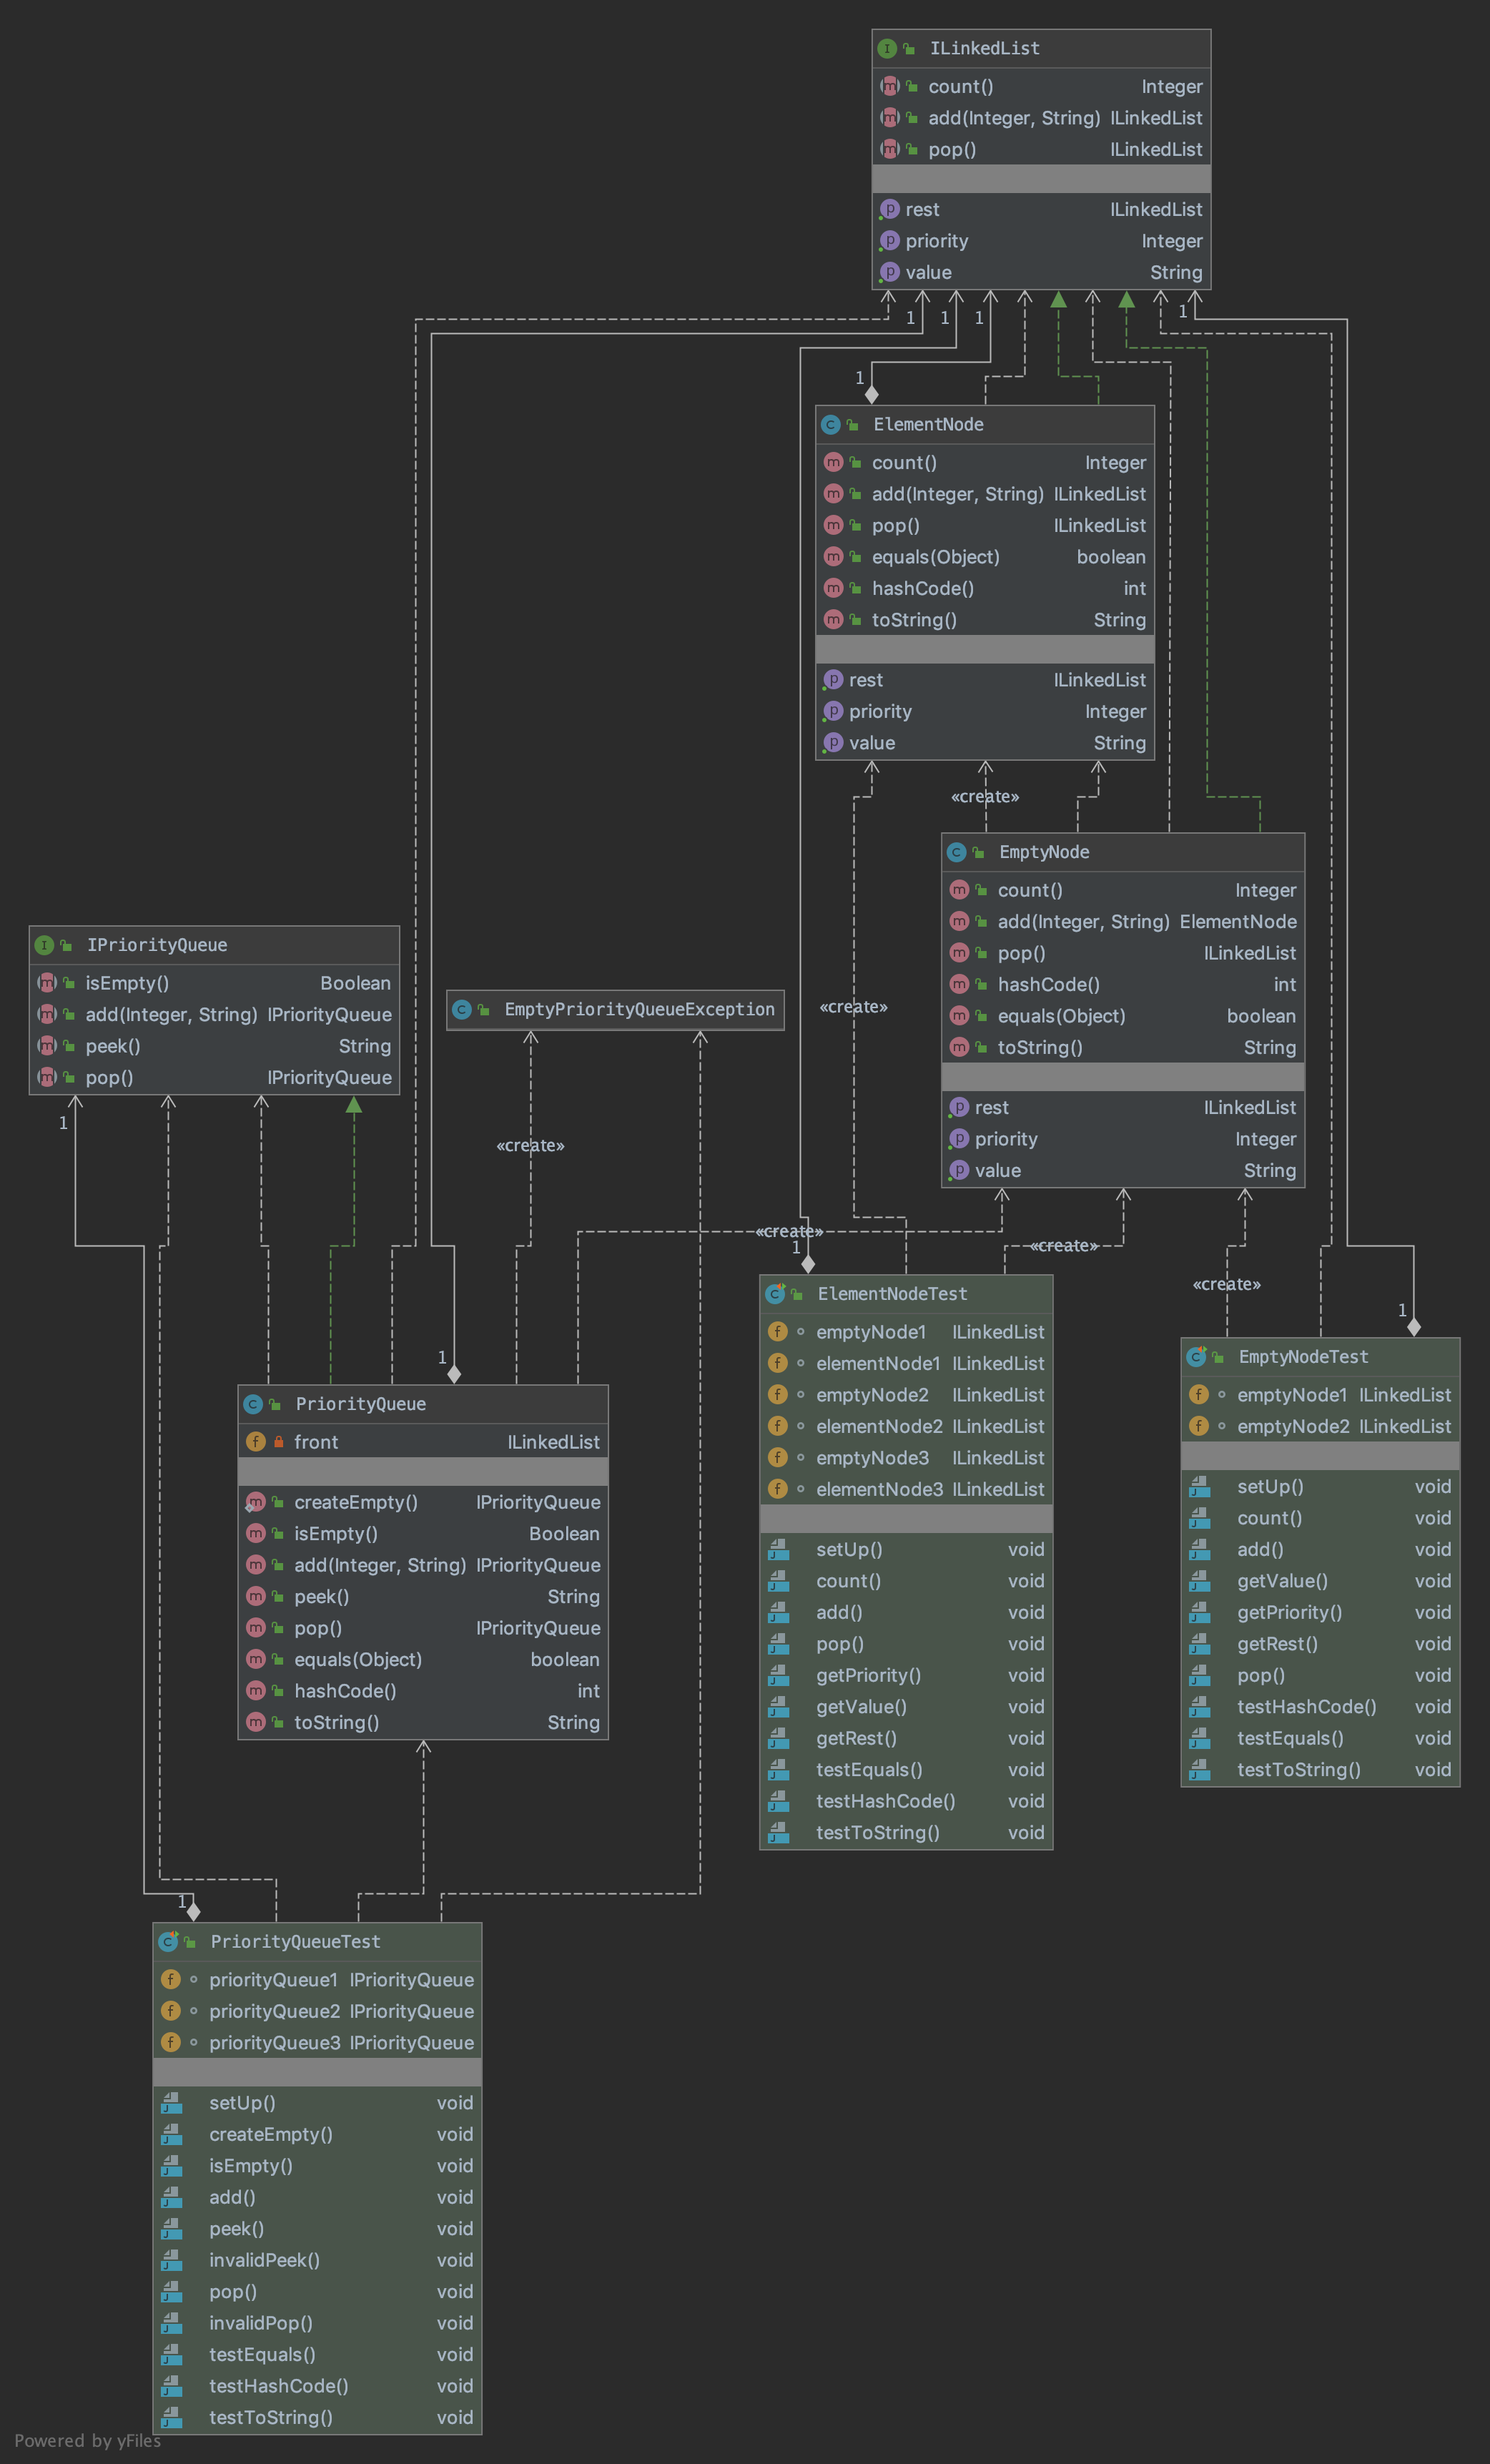 ILinkedList
count() Integer
add(Integer, String) ILinkedList
pop() ILinkedList
rest ILinkedList
priority Integer
value String
1 1 1 1
1
ElementNode
count() Integer
add(Integer, String) ILinkedList
pop() ILinkedList
equals(Object) boolean
hashCode() int
toString() String
rest ILinkedList
priority Integer
value String
«create»
EmptyNode
count() Integer
add(Integer, String) ElementNode
pop() ILinkedList
hashCode() int
equals(Object) boolean
toString() String
rest ILinkedList
priority Integer
value String
IPriorityQueue
isEmpty() Boolean
add(Integer, String) IPriorityQueue
peek() String
pop() IPriorityQueue
EmptyPriorityQueueException
«create»
1
«create»
«create»
1
«create»
«create»
1
1
ElementNodeTest
emptyNode1 ILinkedList
elementNode1 ILinkedList
emptyNode2 ILinkedList
elementNode2 ILinkedList
emptyNode3 ILinkedList
elementNode3 ILinkedList
setUp() void
count() void
add() void
pop() void
getPriority() void
getValue() void
getRest() void
testEquals() void
testHashCode() void
testToString() void
EmptyNodeTest
emptyNode1 ILinkedList
emptyNode2 ILinkedList
setUp() void
count() void
add() void
getValue() void
getPriority() void
getRest() void
pop() void
testHashCode() void
testEquals() void
testToString() void
PriorityQueue
front ILinkedList
createEmpty() IPriorityQueue
isEmpty() Boolean
add(Integer, String) IPriorityQueue
peek() String
pop() IPriorityQueue
equals(Object) boolean
hashCode() int
toString() String
1
PriorityQueueTest
priorityQueue1 IPriorityQueue
priorityQueue2 IPriorityQueue
priorityQueue3 IPriorityQueue
setUp() void
createEmpty() void
isEmpty() void
add() void
peek() void
invalidPeek() void
pop() void
invalidPop() void
testEquals() void
testHashCode() void
testToString() void
Powered by yFiles